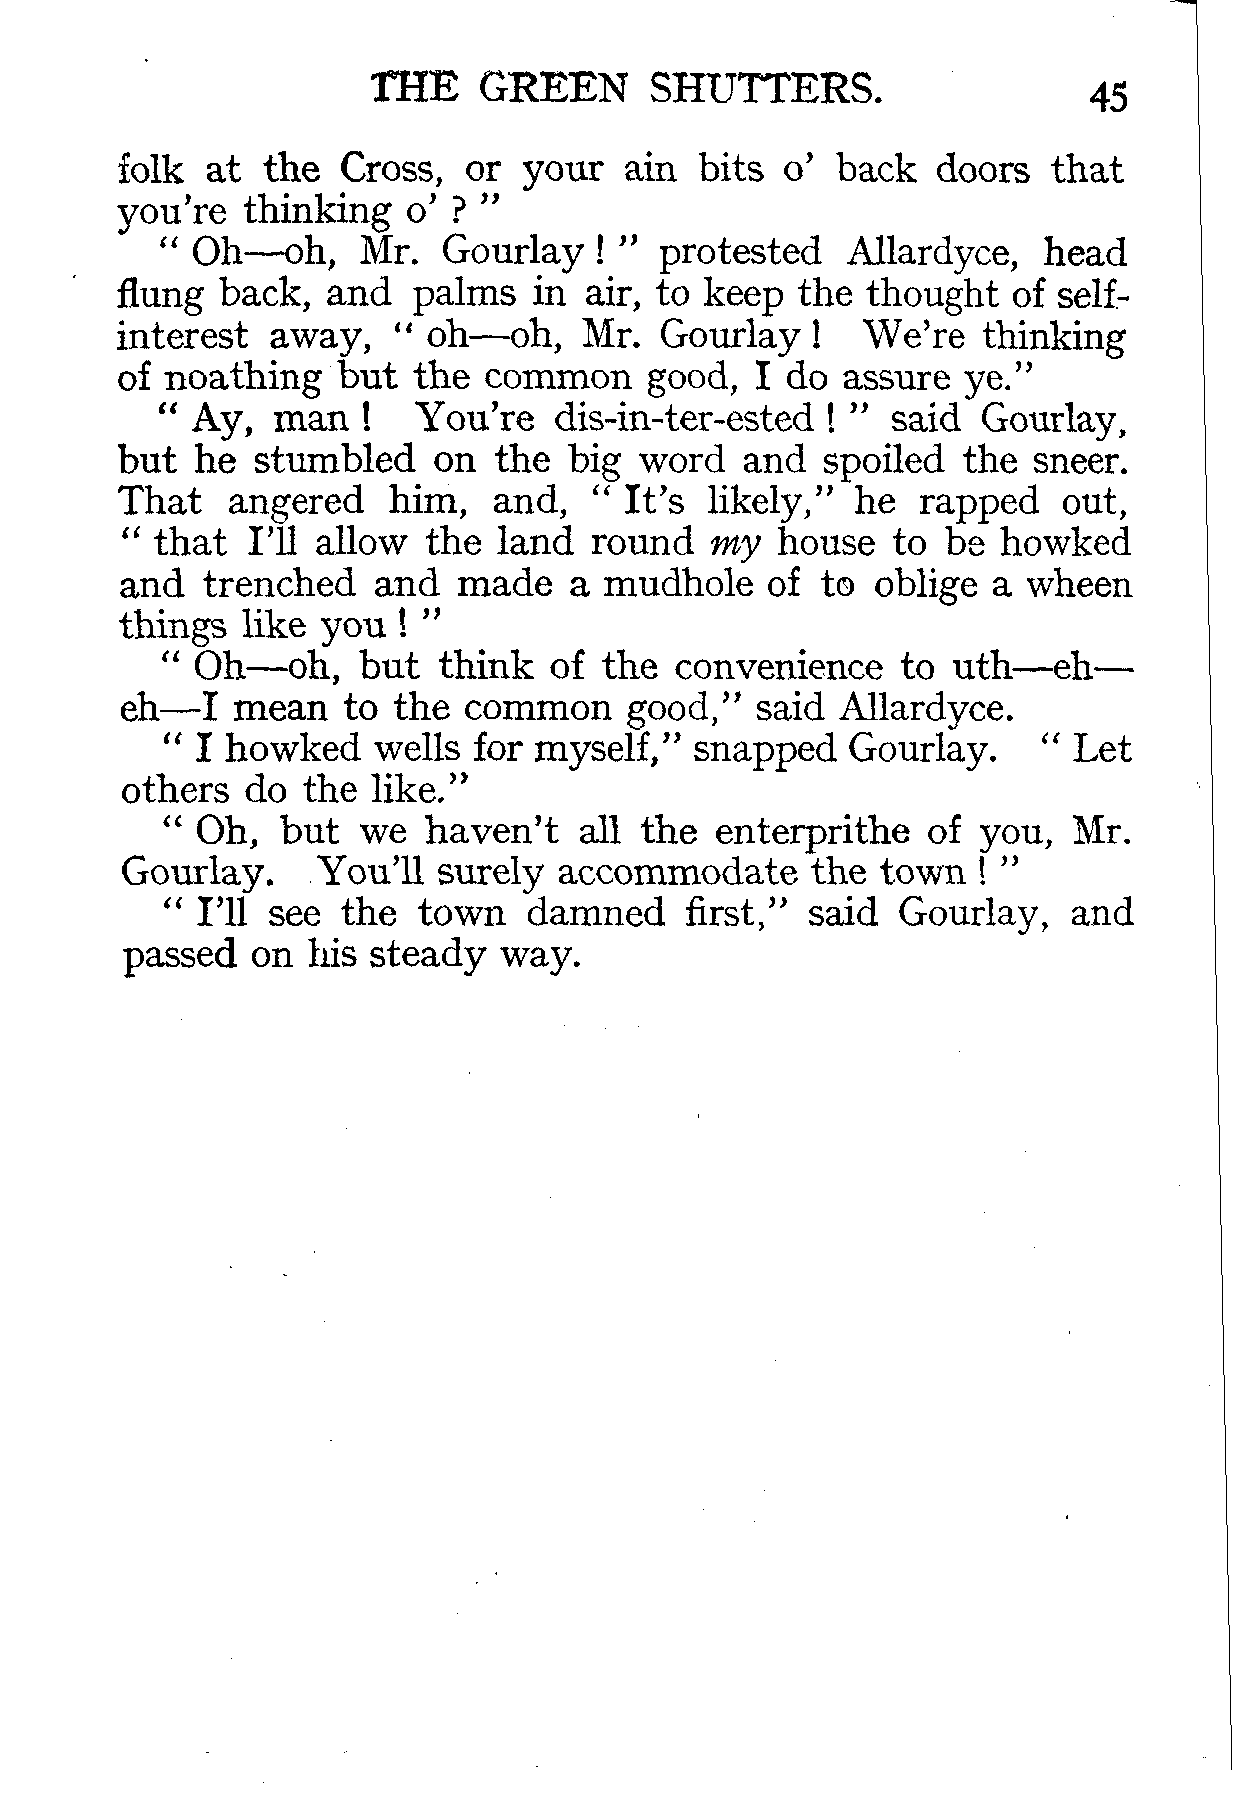 THE GREEN SHUTTERS. 45
folk at the Cross, or your ain bits o' back doors that
you're thinking o' ? "
" Oh—oh, Mr. Gourlay ! " protested Allardyce, head
flung back, and palms in air, to keep the thought of self-
interest away, " oh—oh, Mr. Gourlay ! We're thinking
of noathing but the common good, I do assure ye."
" Ay, man ! You're dis-in-ter-ested ! " said Gourlay,
but he stumbled on the big word and spoiled the sneer.
That angered him, and, " It's likely," he rapped out,
" that I'll allow the land round my house to be howked
and trenched and made a mudhole of to oblige a wheen
things like you ! "
" Oh—oh, but think of the convenience to uth—eh—
eh—I mean to the common good," said Allardyce.
" I howked wells for myself," snapped Gourlay. " Let
others do the like."
" Oh, but we haven't all the enterprithe of you, Mr.
Gourlay. You'll surely accommodate the town ! "
" I'll see the town damned first," said Gourlay, and
passed on his steady way.